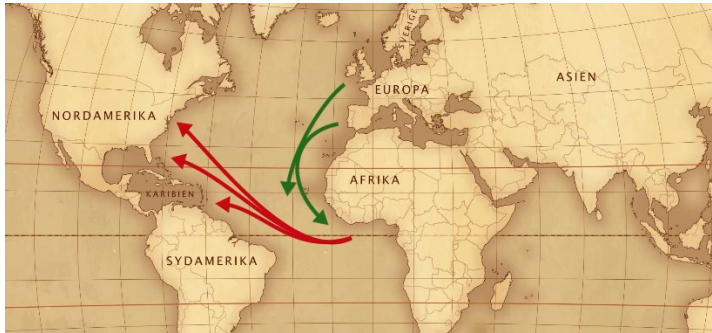 SVERIGE
ASIEN
EUROPA
NORDAMERIKA
AFRIKA
KARIBIEN
SYDAMERIKA